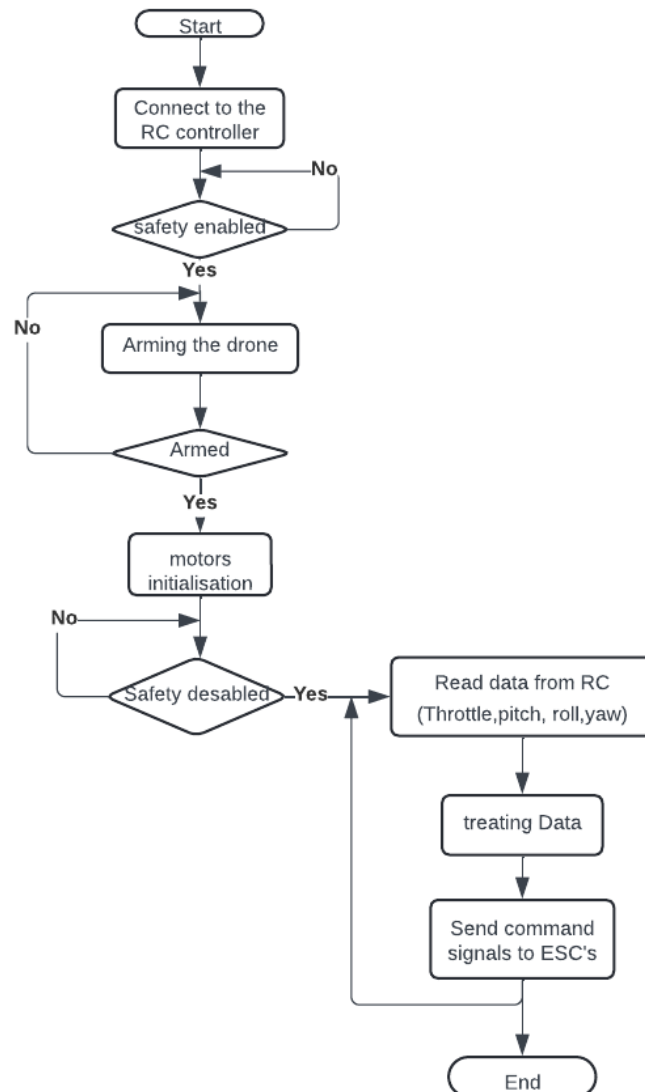 Start
Connect to the
RC controller
No
safety enabled
Yes
No
Arming the drone
Armed
Yes
motors
initialisation
No
Safety desabled
Yes
Read data from RC
(Throttle,pitch, roll,yaw)
treating Data
Send command
signals to ESC's
End